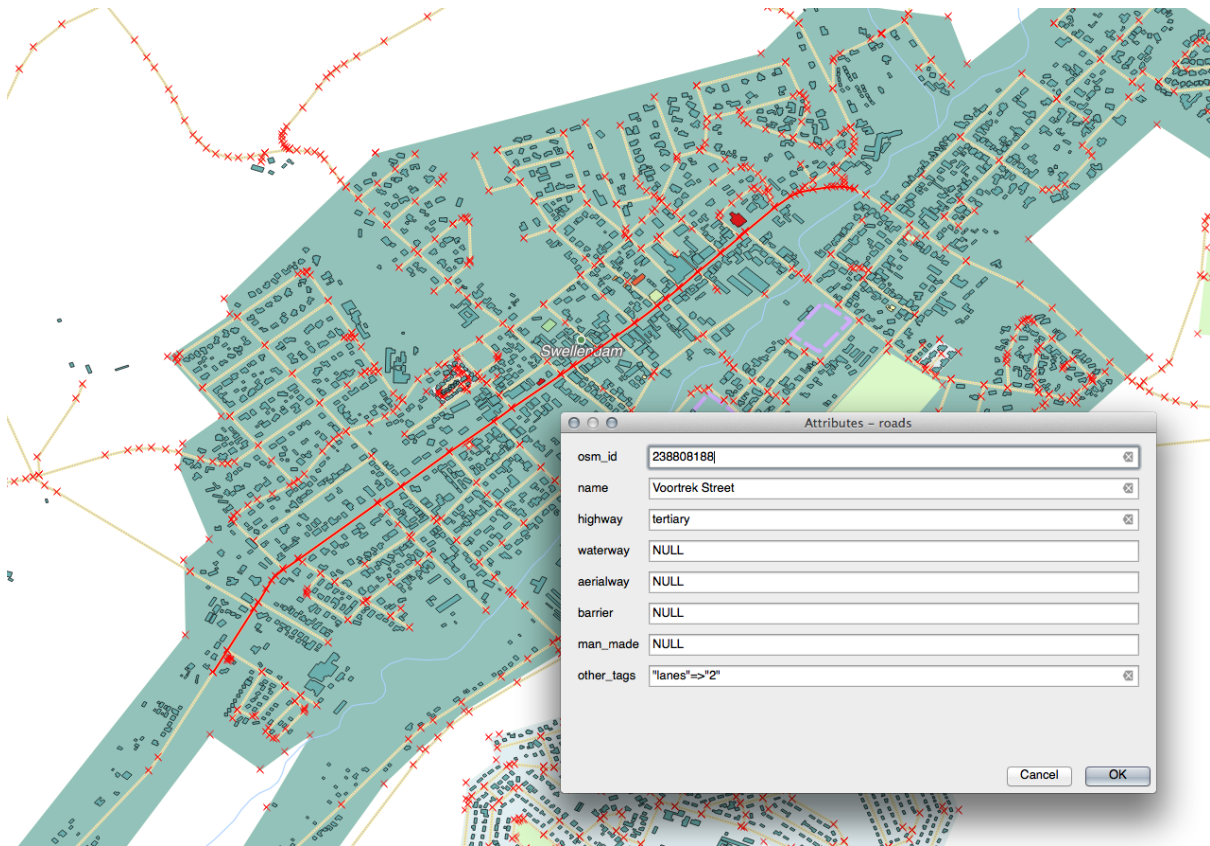 Swellendam
Attributes – roads
osm_id 238808188
name Voortrek Street
highway tertiary
waterway NULL
aerialway NULL
barrier NULL
man_made NULL
other_tags "lanes"=>"2"
Cancel OK